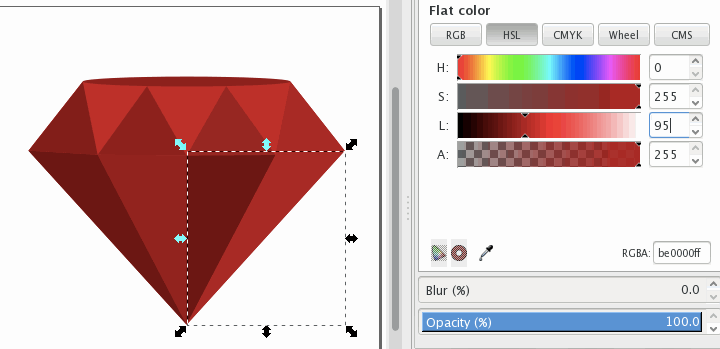 Flat color
RGB HSL CMYK Wheel CMS
H: 0
S: 255
L: 95
A: 255
RGBA: be0000ff
Blur (%) 0.0
Opacity (%) 100.0